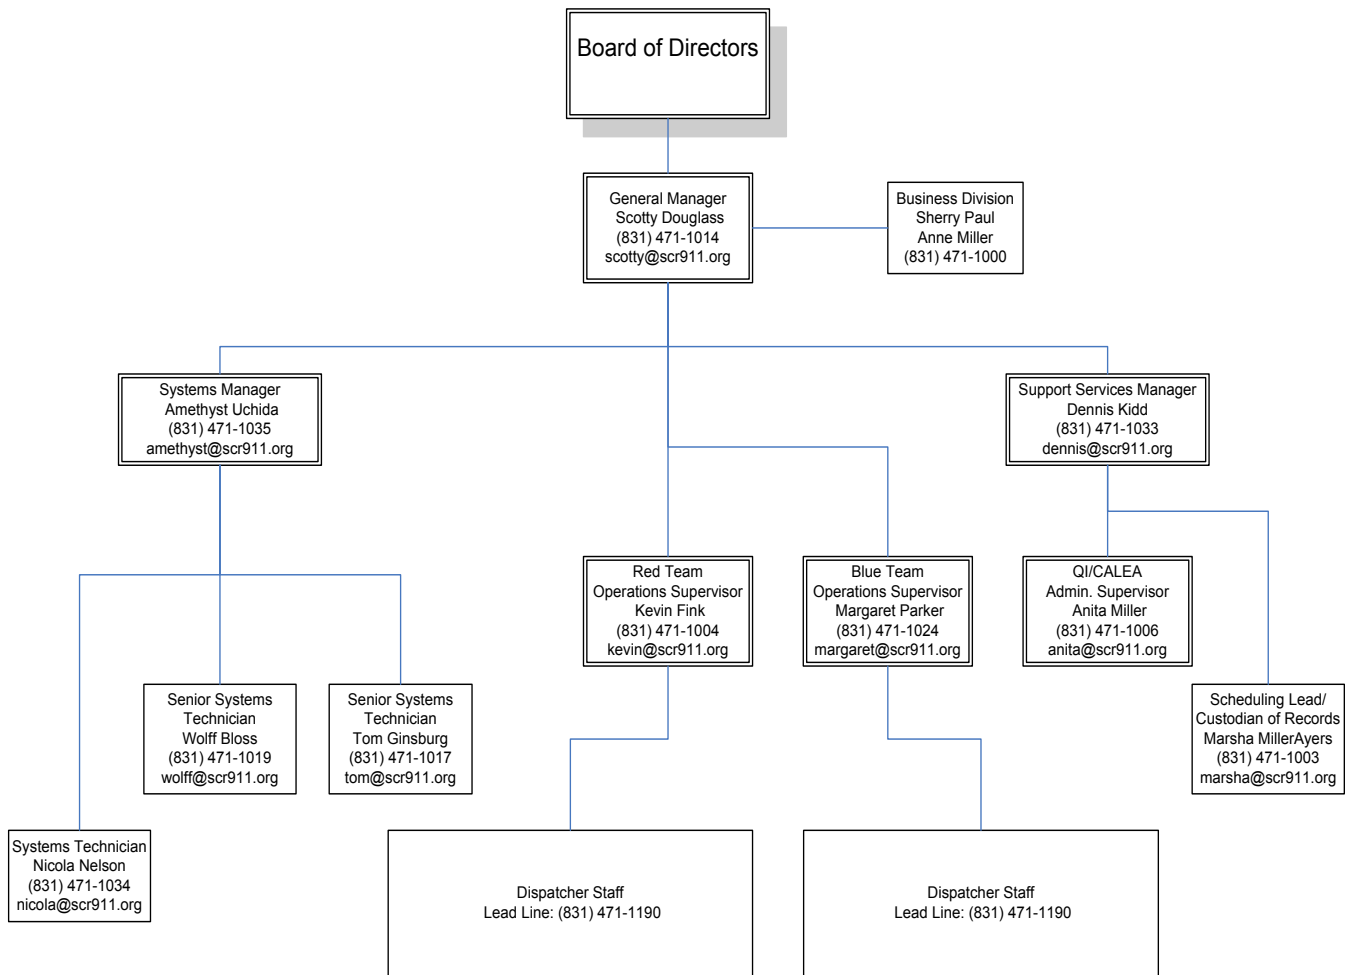 Board of Directors
General Manager
Scotty Douglass
(831) 471-1014
scotty@scr911.org
Business Division
Sherry Paul
Anne Miller
(831) 471-1000
Systems Manager
Amethyst Uchida
(831) 471-1035
amethyst@scr911.org
Support Services Manager
Dennis Kidd
(831) 471-1033
dennis@scr911.org
Red Team
Operations Supervisor
Kevin Fink
(831) 471-1004
kevin@scr911.org
Blue Team
Operations Supervisor
Margaret Parker
(831) 471-1024
margaret@scr911.org
QI/CALEA
Admin. Supervisor
Anita Miller
(831) 471-1006
anita@scr911.org
Senior Systems
Technician
Wolff Bloss
(831) 471-1019
wolff@scr911.org
Senior Systems
Technician
Tom Ginsburg
(831) 471-1017
tom@scr911.org
Scheduling Lead/
Custodian of Records
Marsha MillerAyers
(831) 471-1003
marsha@scr911.org
Systems Technician
Nicola Nelson
(831) 471-1034
nicola@scr911.org
Dispatcher Staff
Lead Line: (831) 471-1190
Dispatcher Staff
Lead Line: (831) 471-1190